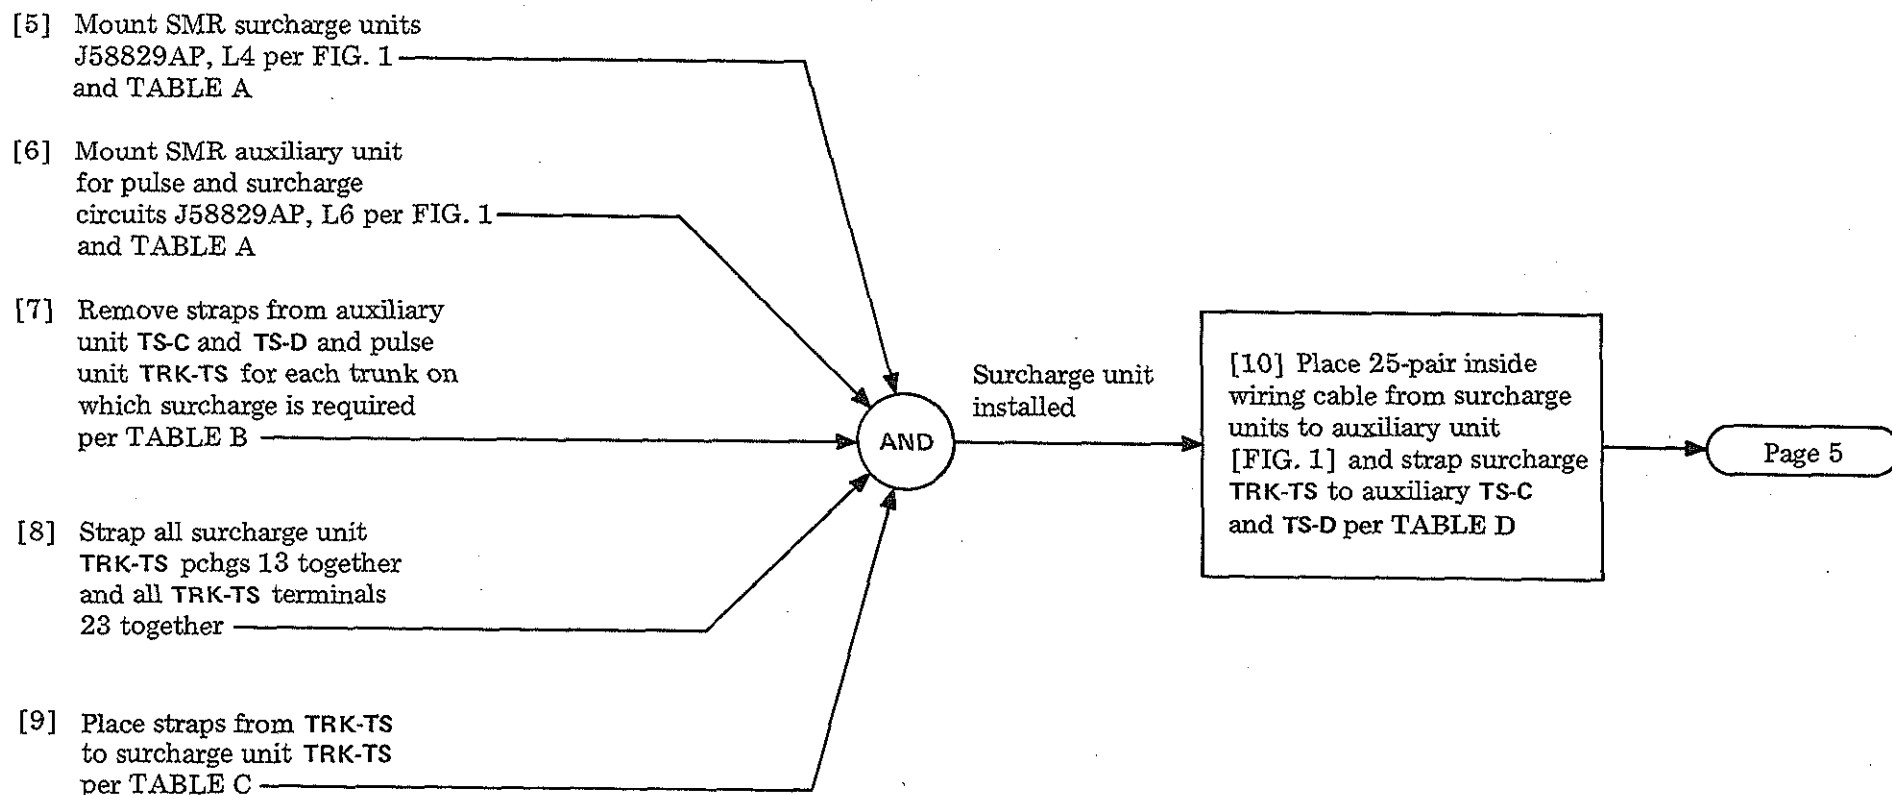 [5] Mount SMR surcharge units
J58829AP, L4 per FIG. 1
and TABLE A
[6] Mount SMR auxiliary unit
for pulse and surcharge
circuits J58829AP, L6 per FIG. 1
and TABLE A
[7] Remove straps from auxiliary
unit TS-C and TS-D and pulse
unit TRK-TS for each trunk on
which surcharge is required
per TABLE B
[8] Strap all surcharge unit
TRK-TS pchgs 13 together
and all TRK-TS terminals
23 together
[9] Place straps from TRK-TS
to surcharge unit TRK-TS
per TABLE C
AND
Surcharge unit
installed
[10] Place 25-pair inside
wiring cable from surcharge
units to auxiliary unit
[FIG. 1] and strap surcharge
TRK-TS to auxiliary TS-C
and TS-D per TABLE D
Page 5